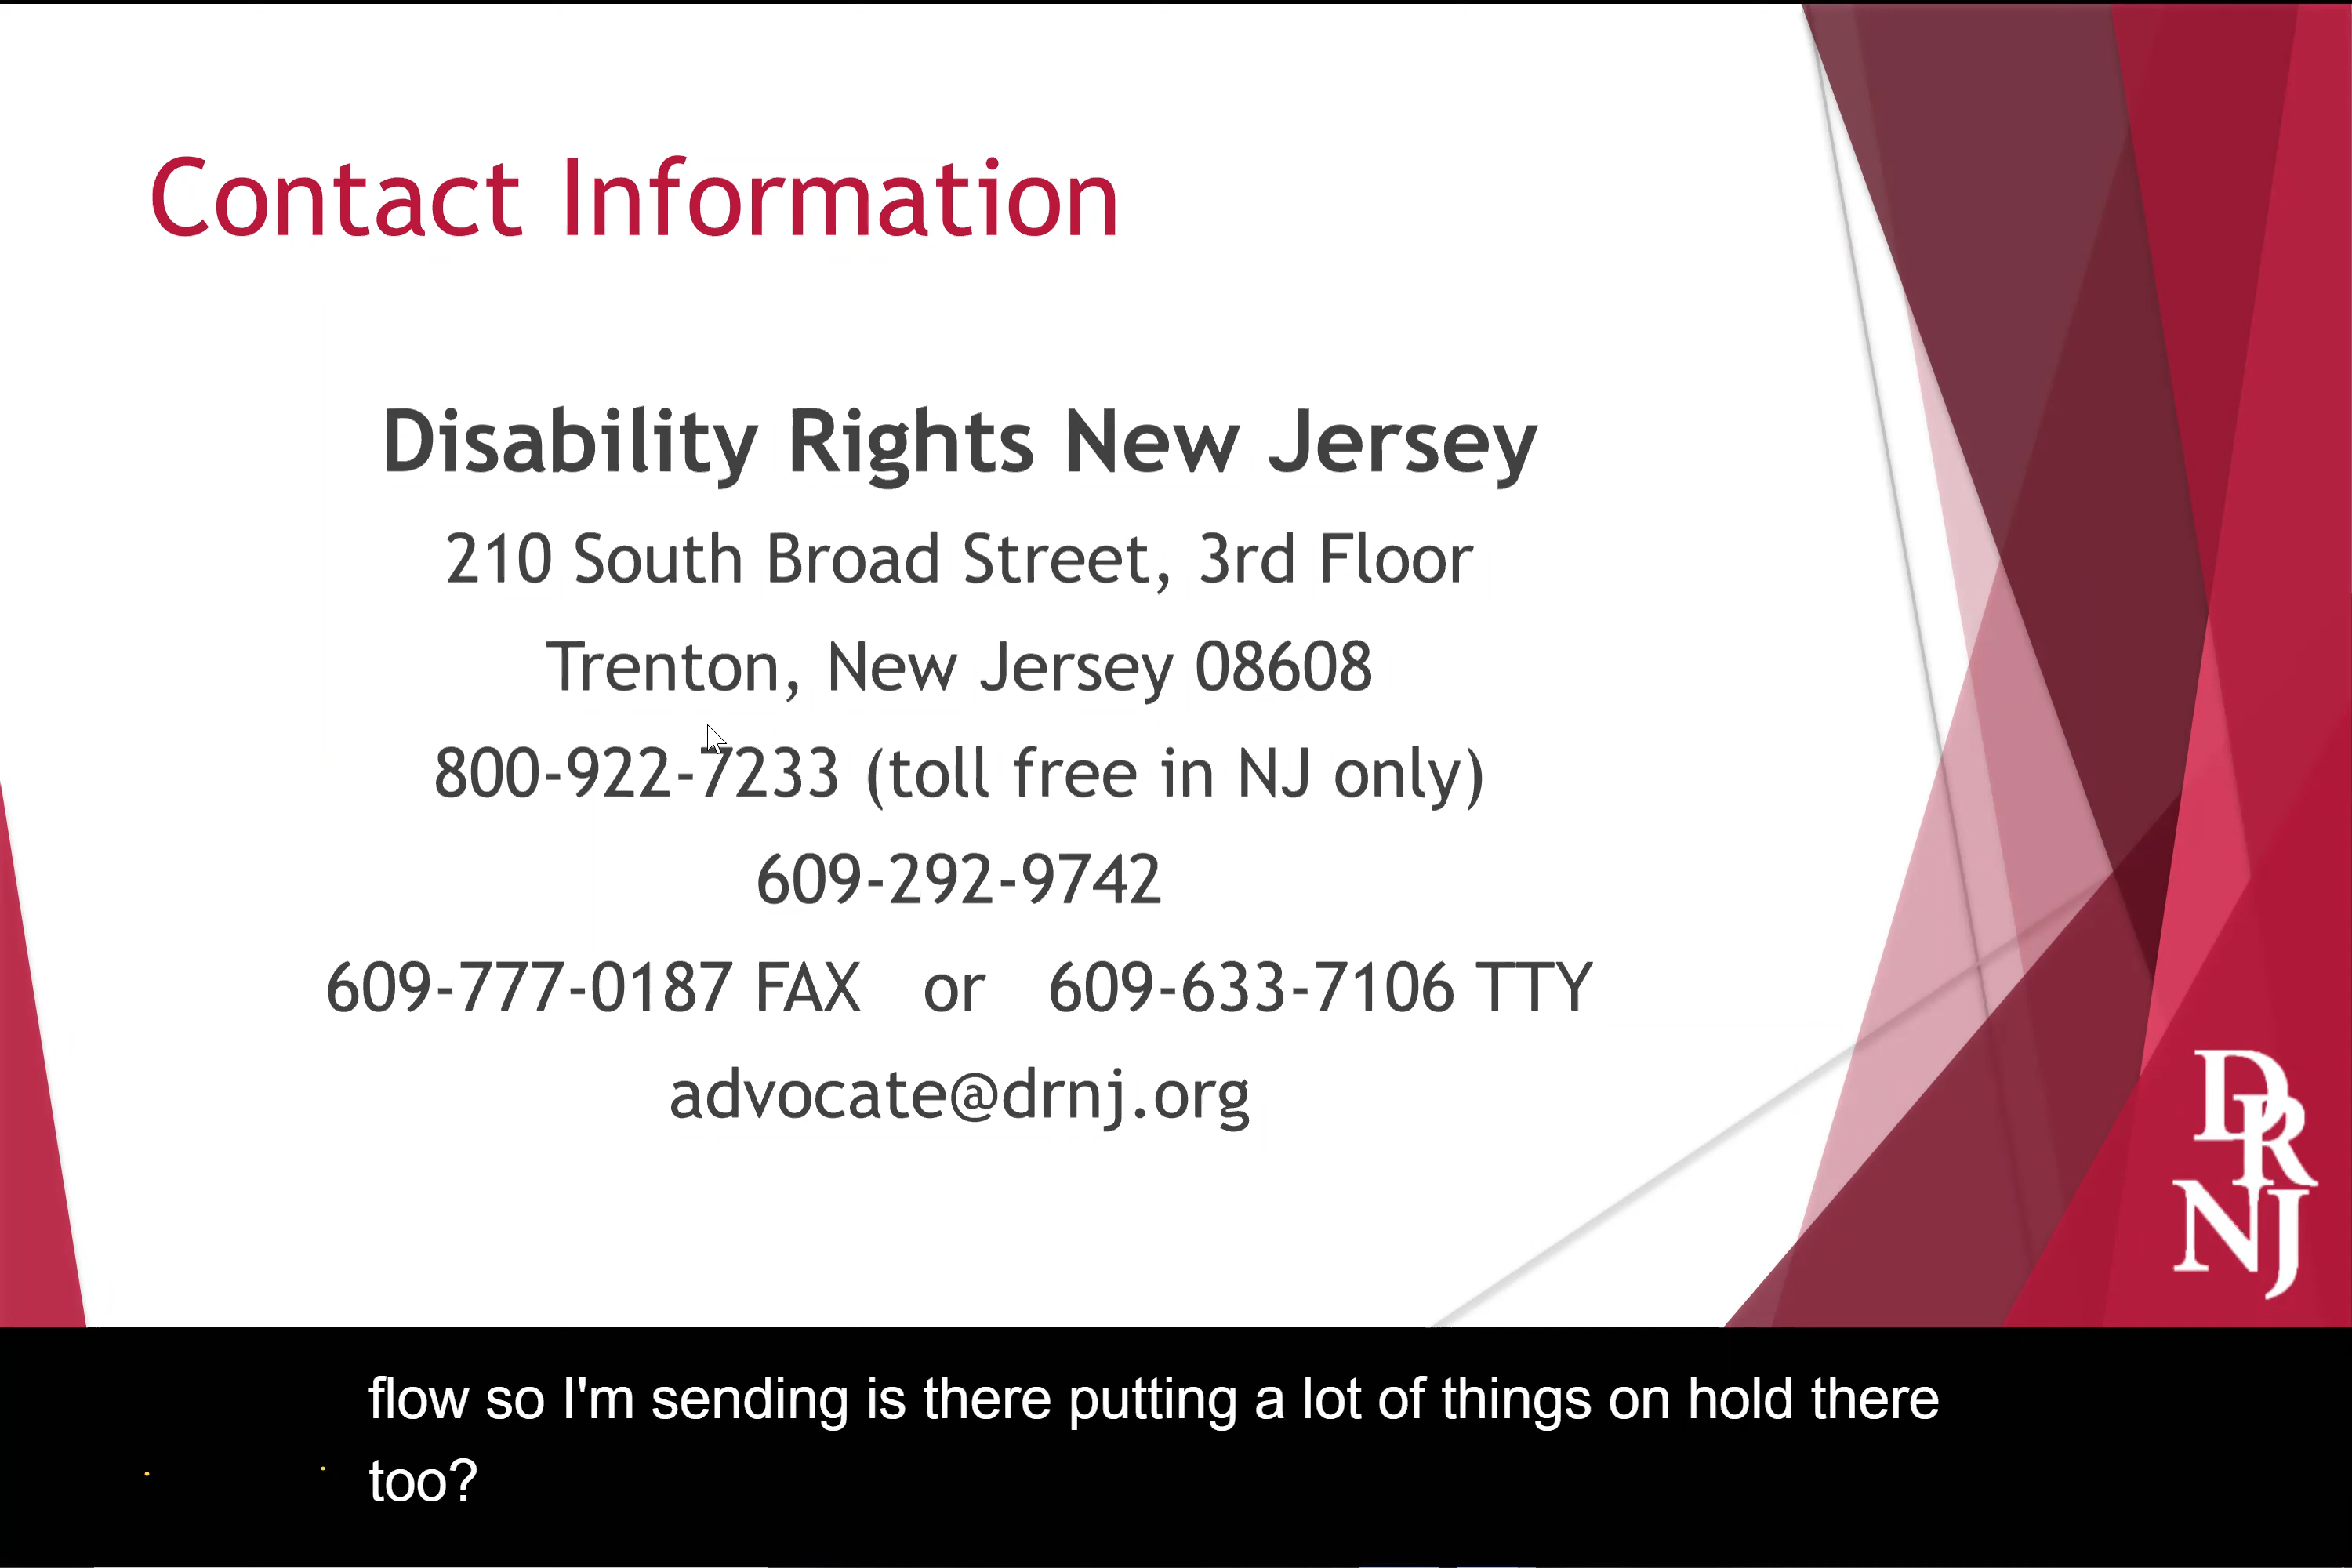 Contact Information
Disability Rights New Jersey
210 South Broad Street, 3rd Floor
Trenton, New Jersey 08608
800-922-7233 (toll free in NJ only)
609-292-9742
609-777-0187 FAX or 609-633-7106 TTY
advocate@drnj.org
DR
NJ
flow so I'm sending is there putting a lot of things on hold there
too?